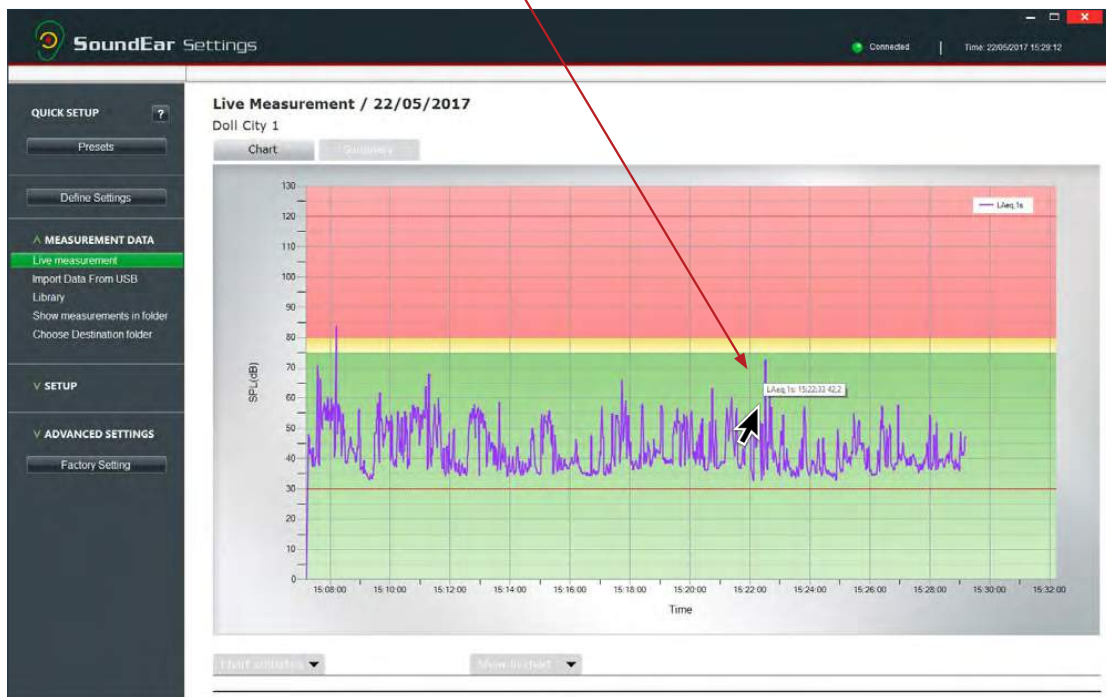 SoundEar Settings
Connected | Time: 22/05/2017 15:29:12
QUICK SETUP ?
Presets
Define Settings
MEASUREMENT DATA
Live measurement
Import Data From USB
Library
Show measurements in folder
Choose Destination folder
SETUP
ADVANCED SETTINGS
Factory Setting
Live Measurement / 22/05/2017
Doll City 1
Chart Summary
LAeq,1s
130
120
110
100
90
80
70
60
50
40
30
20
10
0
SPL(dB)
LAeq,1s: 15:22:33 42,2
15:08:00 15:10:00 15:12:00 15:14:00 15:16:00 15:18:00 15:20:00 15:22:00 15:24:00 15:26:00 15:28:00 15:30:00 15:32:00
Time
Show in chart